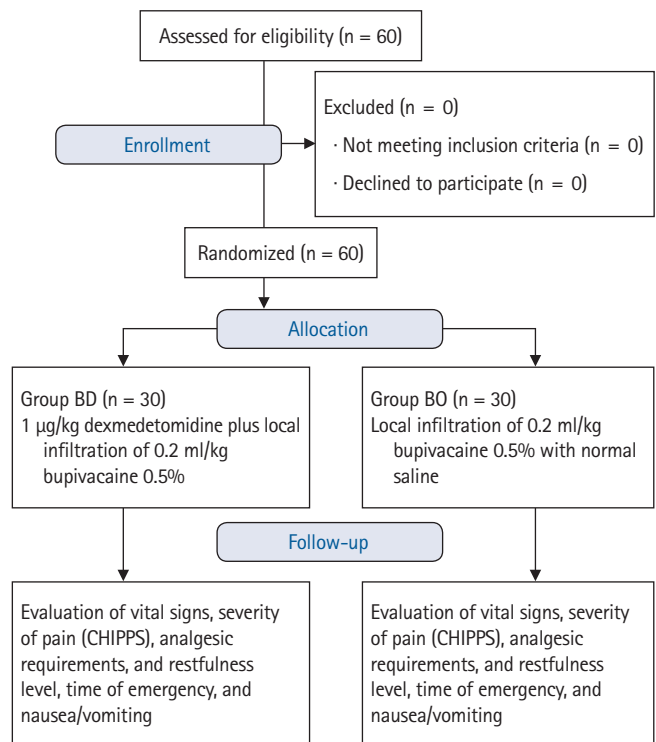 Assessed for eligibility (n = 60)
Excluded (n = 0)
· Not meeting inclusion criteria (n = 0)
· Declined to participate (n = 0)
Enrollment
Randomized (n = 60)
Allocation
Group BD (n = 30)
1 µg/kg dexmedetomidine plus local
infiltration of 0.2 ml/kg
bupivacaine 0.5%
Group BO (n = 30)
Local infiltration of 0.2 ml/kg
bupivacaine 0.5% with normal
saline
Follow-up
Evaluation of vital signs, severity
of pain (CHIPPS), analgesic
requirements, and restfulness
level, time of emergency, and
nausea/vomiting
Evaluation of vital signs, severity
of pain (CHIPPS), analgesic
requirements, and restfulness
level, time of emergency, and
nausea/vomiting